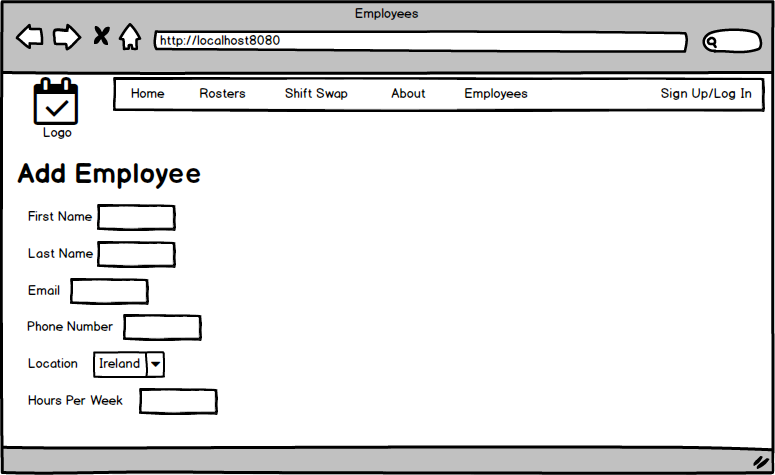 Employees
http://localhost8080
Home Rosters Shift Swap About Employees Sign Up/Log In
Logo
Add Employee
First Name
Last Name
Email
Phone Number
Location Ireland
Hours Per Week